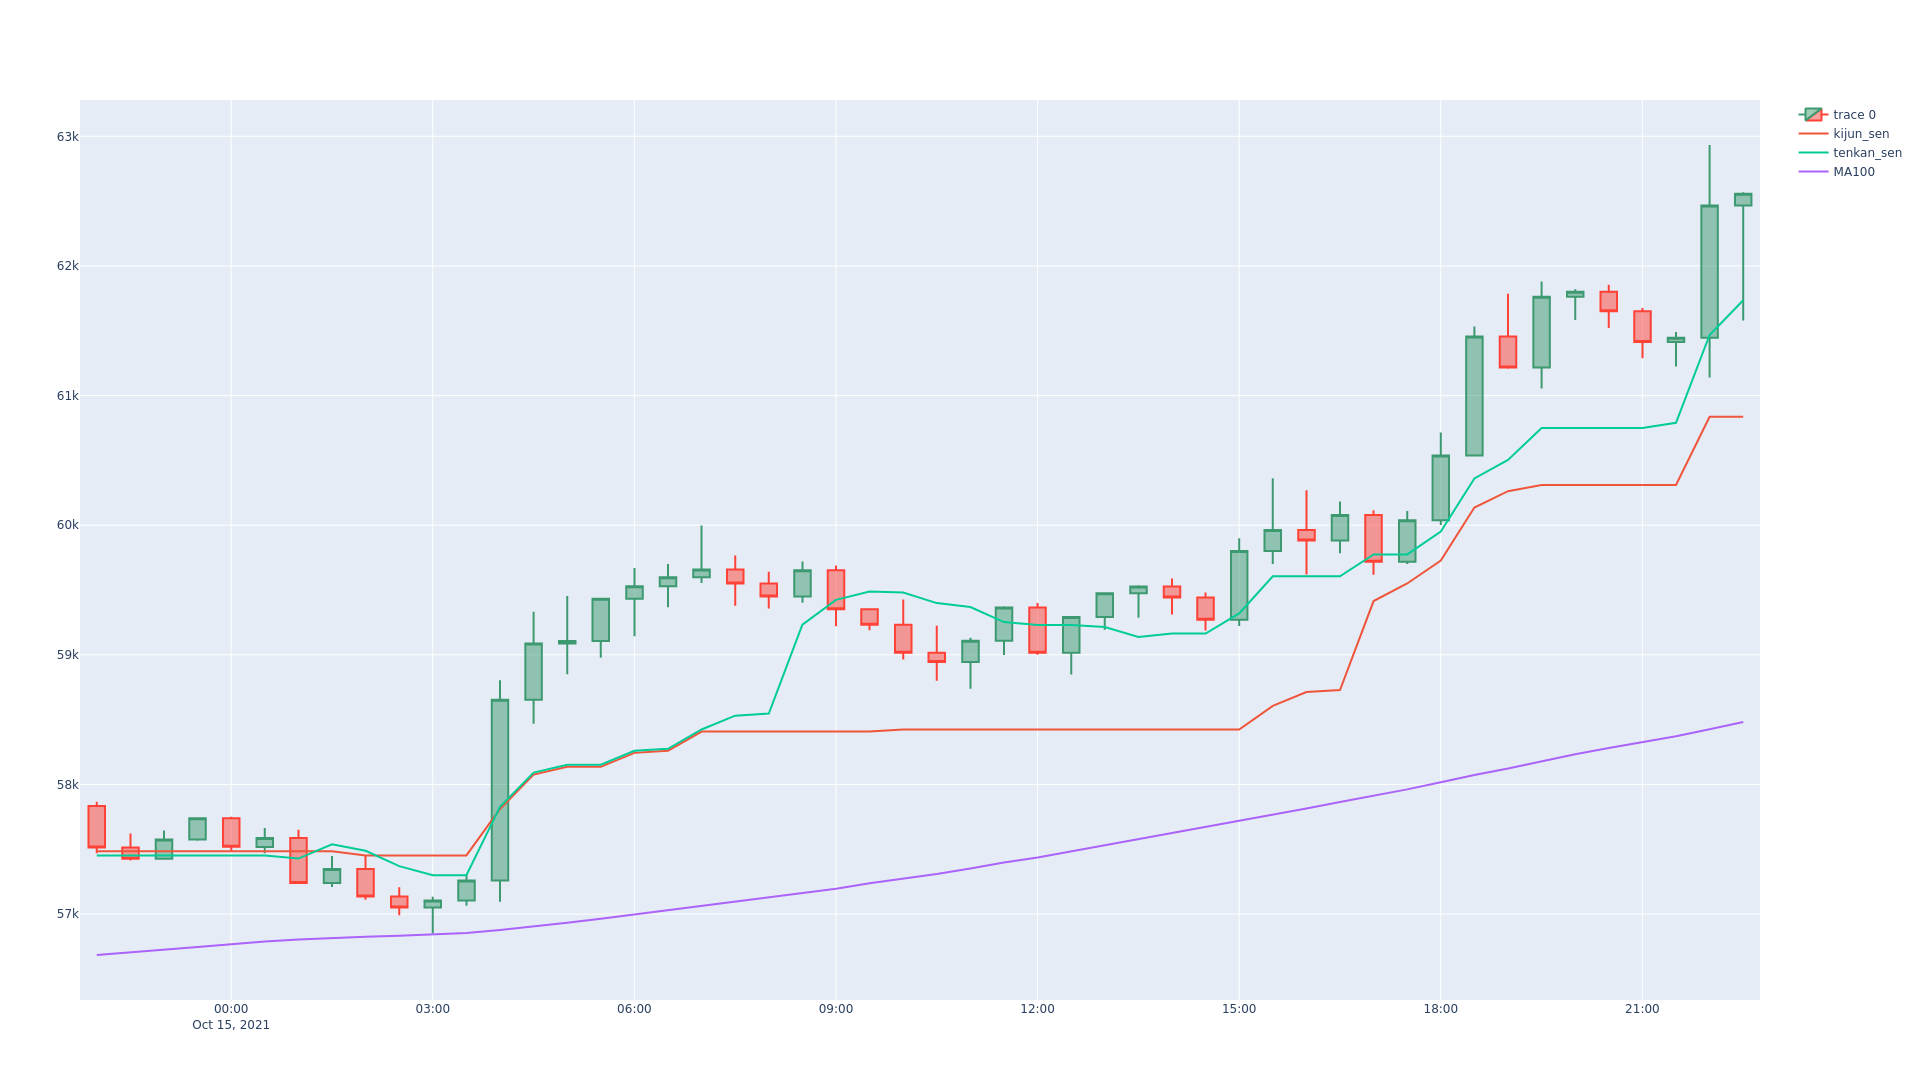 63k
62k
61k
60k
59k
58k
57k
00:00
Oct 15, 2021
03:00
06:00
09:00
12:00
15:00
18:00
21:00
trace 0
kijun_sen
tenkan_sen
MA100